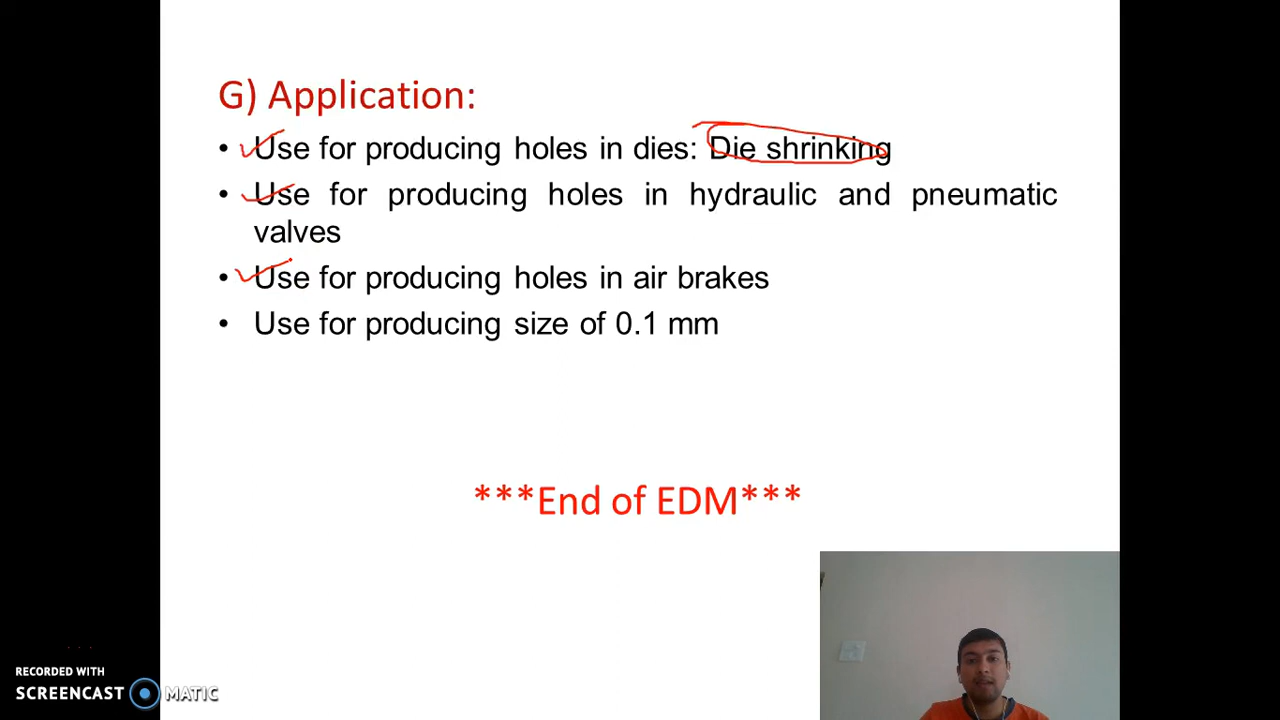 G) Application:
• Use for producing holes in dies: Die shrinking
• Use for producing holes in hydraulic and pneumatic
valves
• Use for producing holes in air brakes
• Use for producing size of 0.1 mm
***End of EDM***
RECORDED WITH
SCREENCAST MATIC